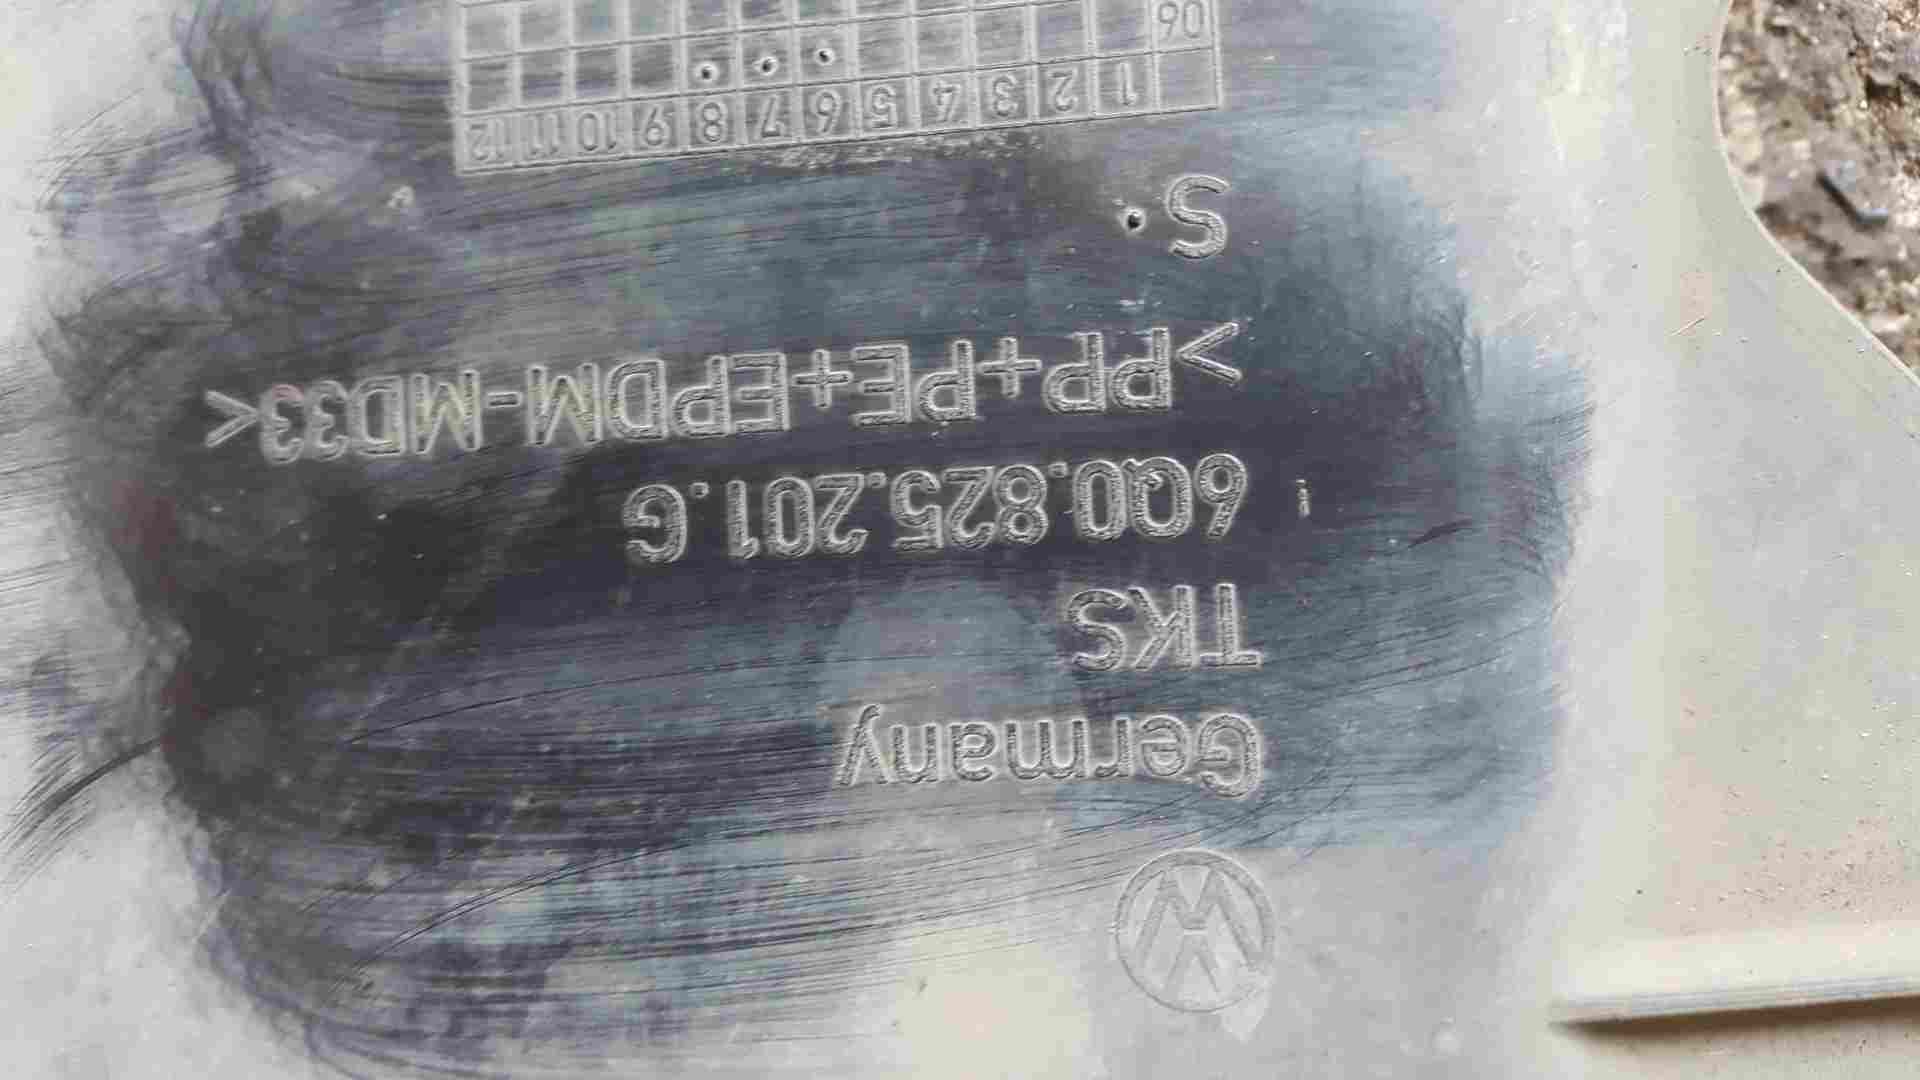 Germany
TKS
6Q0.825.201.G
>PP+PE+EPDM-MD33<
S.
1 2 3 4 5 6 7 8 9 10 11 12
06